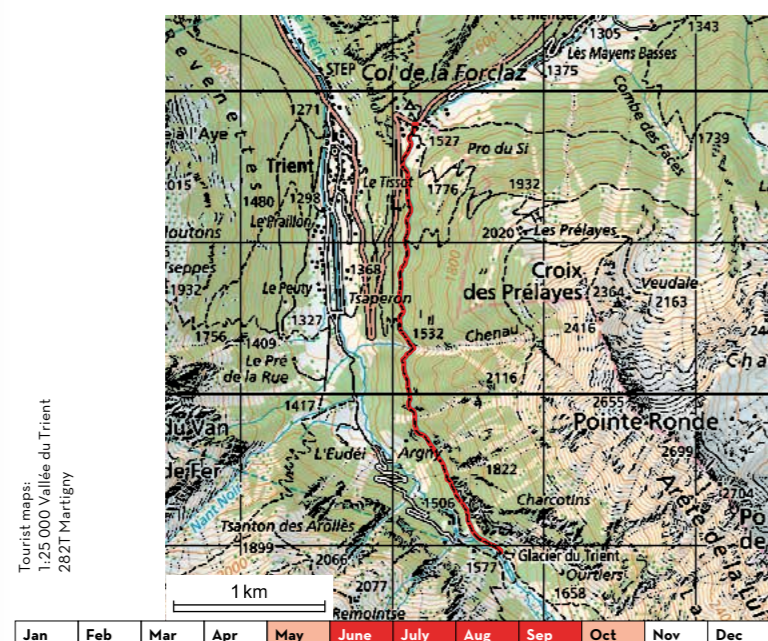 Le Trient
1305
1343
Les Mayens Basses
STEP
Col de la Forclaz
1375
Combe des Faces
1271
1527
Pro du Si
1739
Trient
Le Tissot
1776
1932
1480
1298
Le Praillon
2020
Les Prélayes
1368
Croix
des Prélayes
Veudale
1932
Le Peuty
Tsaperon
1800
2364
2163
1327
1532
Chenau
2416
1756
1409
Le Pré
de la Rue
2116
2655
1417
Pointe Ronde
2699
L'Eudéi
Argny
1822
2704
Nant Noir
1506
Charcotins
Tsanton des Arolles
1899
2066
Glacier du Trient
1577
Ourtiers
2077
1658
Remointse
1 km
Tourist maps:
1:25 000 Vallée du Trient
282T Martigny
Jan Feb Mar Apr May June July Aug Sep Oct Nov Dec